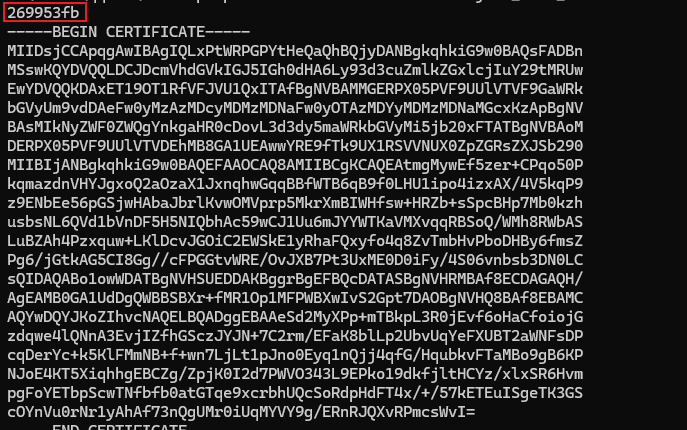 269953fb
-----BEGIN CERTIFICATE-----
MIIDsjCCApqgAwIBAgIQLxPtWRPGPYtHeQaQhBQjyDANBgkqhkiG9w0BAQsFADBn
MSswKQYDVQQLDCJDcmVhdGVkIGJ5IGh0dHA6Ly93d3cuZmlkZGxlcjIuY29tMRUw
EwYDVQQKDAxET19OT1RfVFJVU1QxITAfBgNVBAMMGERPX05PVF9UUlVTVF9GaWRk
bGVyUm9vdDAeFw0yMzAzMDcyMDMzMDNaFw0yOTAzMDYyMDMzMDNaMGcxKzApBgNV
BAsMIkNyZWF0ZWQgYnkgaHR0cDovL3d3dy5maWRkbGVyMi5jb20xFTATBgNVBAoM
DERPX05PVF9UUlVTVDEhMB8GA1UEAwwYRE9fTk9UX1RSVVNUX0ZpZGRsZXJSb290
MIIBIjANBgkqhkiG9w0BAQEFAAOCAQ8AMIIBCgKCAQEAtmgMywEf5zer+CPqo50P
kqmazdnVHYJgxoQ2aOzaX1JxnqhwGqqBBfWTB6qB9f0LHU1ipo4izxAX/4V5kqP9
z9ENbEe56pGSjwHAbaJbrlKvwOMVprp5MkrXmBIWHfsw+HRZb+sSpcBHp7Mb0kzh
usbsNL6QVd1bVnDF5H5NIQbhAc59wCJ1Uu6mJYYWTKaVMXvqqRBSoQ/WMh8RWbAS
LuBZAh4Pzxquw+LKlDcvJGOiC2EWSkE1yRhaFQxyfo4q8ZvTmbHvPboDHBy6fmsZ
Pg6/jGtkAG5CI8Gg//cFPGGtvWRE/OvJXB7Pt3UxME0D0iFy/4S06vnbsb3DN0LC
sQIDAQABo1owWDATBgNVHSUEDDAKBggrBgEFBQcDATASBgNVHRMBAf8ECDAGAQH/
AgEAMB0GA1UdDgQWBBSBXr+fMR1Op1MFPWBXwIvS2Gpt7DAOBgNVHQ8BAf8EBAMC
AQYwDQYJKoZIhvcNAQELBQADggEBAAeSd2MyXPp+mTBkpL3R0jEvf6oHaCfoiojG
zdqwe4lQNnA3EvjIZfhGSczJYJN+7C2rm/EFaK8blLp2UbvUqYeFXUBT2aWNFsDP
cqDerYc+k5KlFMmNB+f+wn7LjLt1pJno0Eyq1nQjj4qfG/HqubkvFTaMBo9gB6KP
NJoE4KT5XiqhhgEBCZg/ZpjK0I2d7PWVO343L9EPko19dkfjltHCYz/xlxSR6Hvm
pgFoYETbpScwTNfbfb0atGTqe9xcrbhUQcSoRdpHdFT4x/+/57kETEuISgeTK3GS
cOYnVu0rNr1yAhAf73nQgUMr0iUqMYVY9g/ERnRJQXvRPmcsWvI=
-----END CERTIFICATE-----